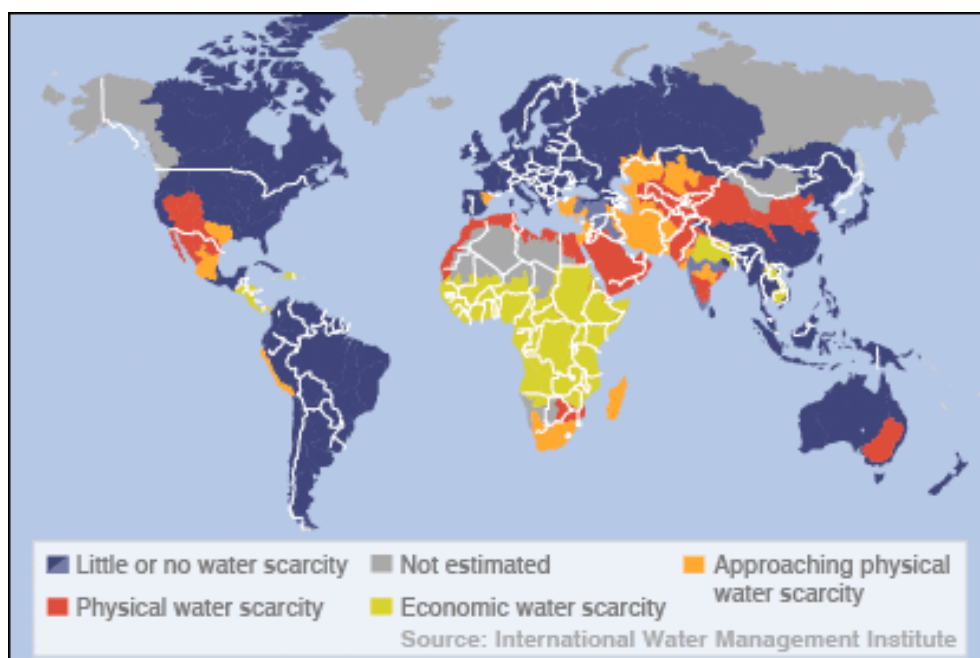 Little or no water scarcity
Not estimated
Approaching physical
water scarcity
Physical water scarcity
Economic water scarcity
Source: International Water Management Institute